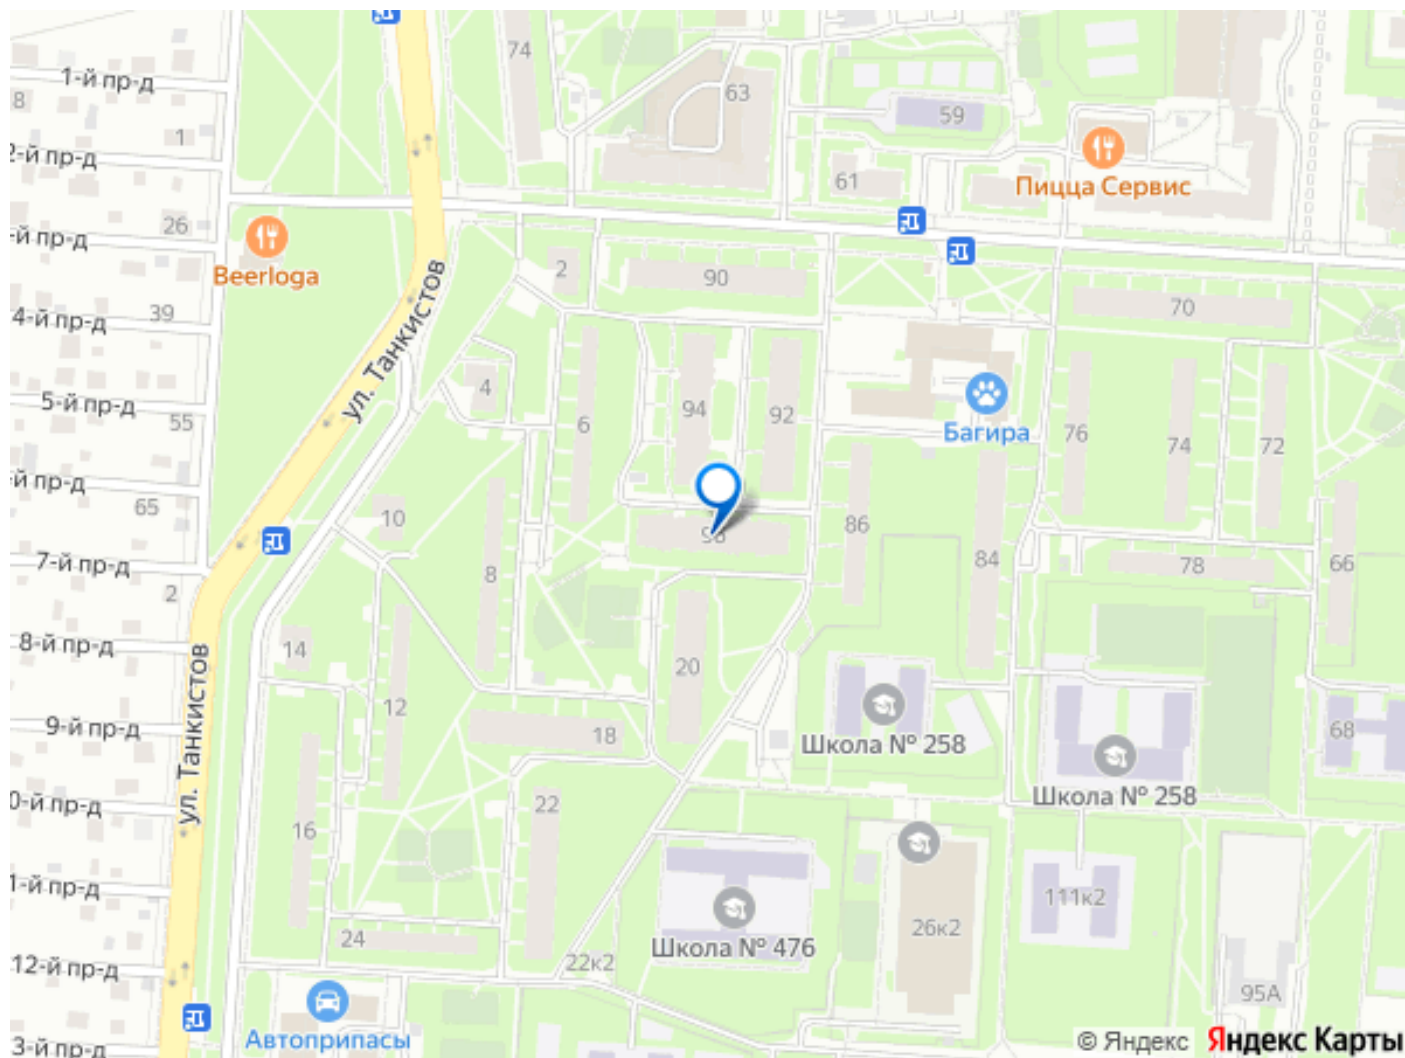 74
1-й пр-д
63
8
59
1
2-й пр-д
61
Пицца Сервис
26
-й пр-д
Beerloga
2
90
70
4-й пр-д
39
ул. Танкистов
4
5-й пр-д
55
94
92
6
Багира
76
74
72
-й пр-д
65
10
86
84
7-й пр-д
8
78
66
2
8-й пр-д
14
20
ул. Танкистов
12
9-й пр-д
18
Школа № 258
68
Школа № 258
0-й пр-д
22
16
1-й пр-д
111к2
26к2
24
Школа № 476
12-й пр-д
22к2
95А
Автоприпасы
3-й пр-д
© Яндекс Яндекс Карты